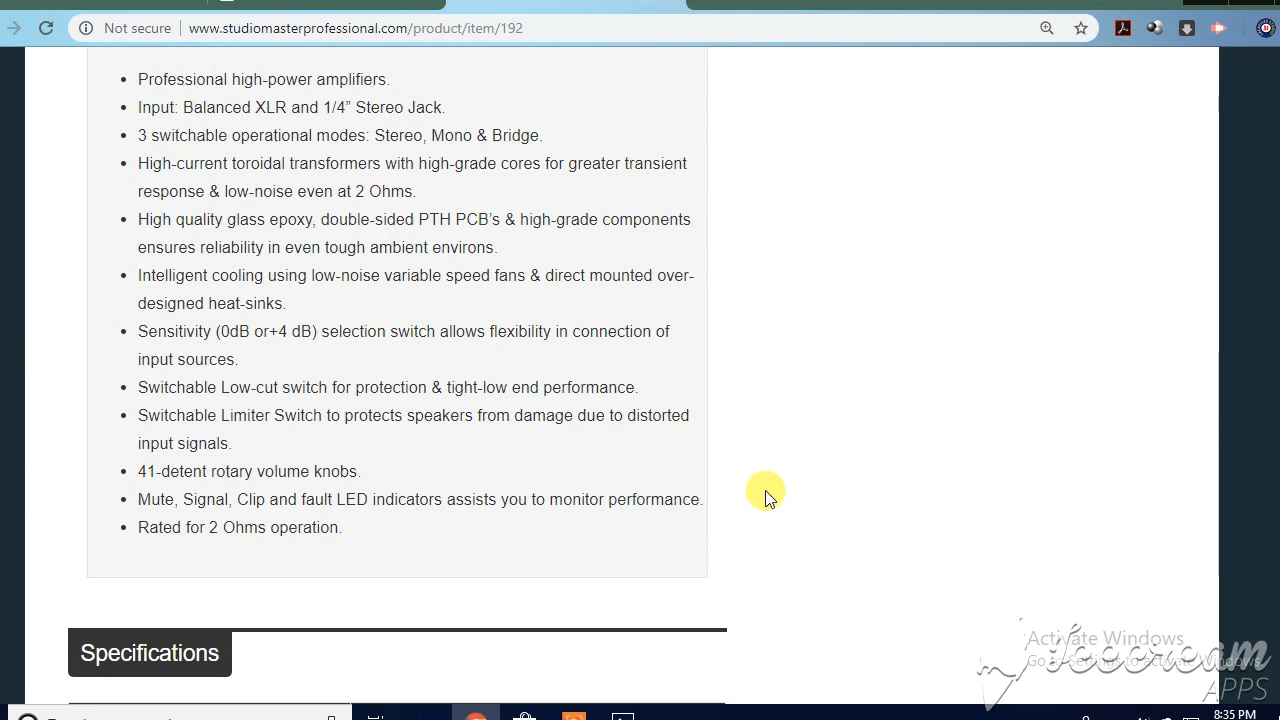 Not secure
www.studiomasterprofessional.com/product/item/192
Professional high-power amplifiers.
Input: Balanced XLR and 1/4” Stereo Jack.
3 switchable operational modes: Stereo, Mono & Bridge.
High-current toroidal transformers with high-grade cores for greater transient
response & low-noise even at 2 Ohms.
High quality glass epoxy, double-sided PTH PCB’s & high-grade components
ensures reliability in even tough ambient environs.
Intelligent cooling using low-noise variable speed fans & direct mounted over-
designed heat-sinks.
Sensitivity (0dB or+4 dB) selection switch allows flexibility in connection of
input sources.
Switchable Low-cut switch for protection & tight-low end performance.
Switchable Limiter Switch to protects speakers from damage due to distorted
input signals.
41-detent rotary volume knobs.
Mute, Signal, Clip and fault LED indicators assists you to monitor performance.
Rated for 2 Ohms operation.
Specifications
Activate Windows
Go to Settings to activate Windows.
Icecream
APPS
8:35 PM